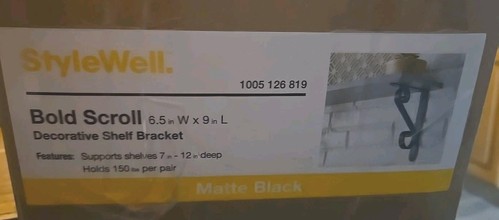 StyleWell.
1005 126 819
Bold Scroll 6.5 in W x 9 in L
Decorative Shelf Bracket
Features: Supports shelves 7 in - 12 in deep
Holds 150 lbs per pair
Matte Black